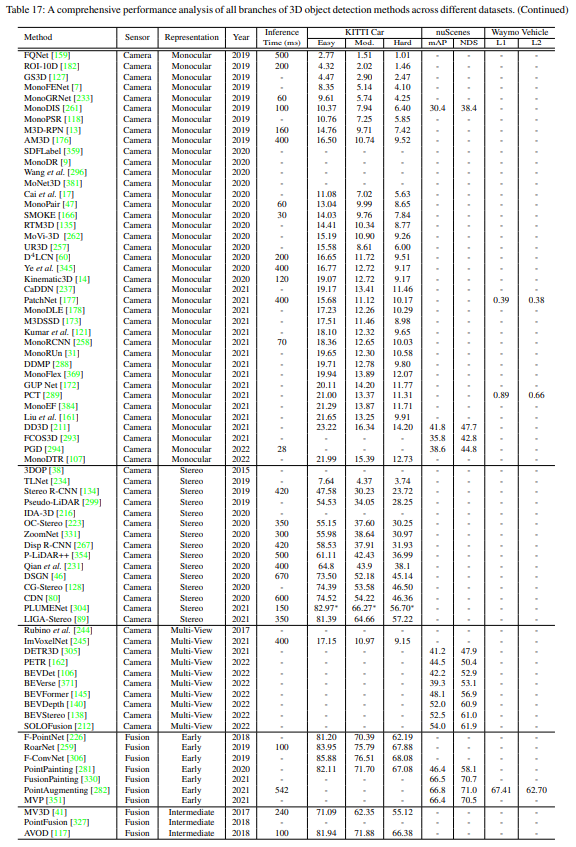 Table 17: A comprehensive performance analysis of all branches of 3D object detection methods across different datasets. (Continued)
Method Sensor Representation Year Inference Time (ms) KITTI Car Easy Mod. Hard nuScenes mAP NDS Waymo Vehicle L1 L2
FQNet [159] Camera Monocular 2019 500 2.77 1.51 1.01 - - - -
ROI-10D [182] Camera Monocular 2019 200 4.32 2.02 1.46 - - - -
GS3D [127] Camera Monocular 2019 - 4.47 2.90 2.47 - - - -
MonoFENet [7] Camera Monocular 2019 - 8.35 5.14 4.10 - - - -
MonoGRNet [233] Camera Monocular 2019 60 9.61 5.74 4.25 - - - -
MonoDIS [261] Camera Monocular 2019 100 10.37 7.94 6.40 30.4 38.4 - -
MonoPSR [118] Camera Monocular 2019 - 10.76 7.25 5.85 - - - -
M3D-RPN [13] Camera Monocular 2019 160 14.76 9.71 7.42 - - - -
AM3D [176] Camera Monocular 2019 400 16.50 10.74 9.52 - - - -
SDFLabel [359] Camera Monocular 2020 - - - - - - - -
MonoDR [9] Camera Monocular 2020 - - - - - - - -
Wang et al. [296] Camera Monocular 2020 - - - - - - - -
MoNet3D [381] Camera Monocular 2020 - - - - - - - -
Cai et al. [17] Camera Monocular 2020 - 11.08 7.02 5.63 - - - -
MonoPair [47] Camera Monocular 2020 60 13.04 9.99 8.65 - - - -
SMOKE [166] Camera Monocular 2020 30 14.03 9.76 7.84 - - - -
RTM3D [135] Camera Monocular 2020 - 14.41 10.34 8.77 - - - -
MoVi-3D [262] Camera Monocular 2020 - 15.19 10.90 9.26 - - - -
UR3D [257] Camera Monocular 2020 - 15.58 8.61 6.00 - - - -
D⁴LCN [60] Camera Monocular 2020 200 16.65 11.72 9.51 - - - -
Ye et al. [345] Camera Monocular 2020 400 16.77 12.72 9.17 - - - -
Kinematic3D [14] Camera Monocular 2020 120 19.07 12.72 9.17 - - - -
CaDDN [237] Camera Monocular 2021 - 19.17 13.41 11.46 - - - -
PatchNet [177] Camera Monocular 2021 400 15.68 11.12 10.17 - - 0.39 0.38
MonoDLE [178] Camera Monocular 2021 - 17.23 12.26 10.29 - - - -
M3DSSD [173] Camera Monocular 2021 - 17.51 11.46 8.98 - - - -
Kumar et al. [121] Camera Monocular 2021 - 18.10 12.32 9.65 - - - -
MonoRCNN [258] Camera Monocular 2021 70 18.36 12.65 10.03 - - - -
MonoRUn [31] Camera Monocular 2021 - 19.65 12.30 10.58 - - - -
DDMP [288] Camera Monocular 2021 - 19.71 12.78 9.80 - - - -
MonoFlex [369] Camera Monocular 2021 - 19.94 13.89 12.07 - - - -
GUP Net [172] Camera Monocular 2021 - 20.11 14.20 11.77 - - - -
PCT [289] Camera Monocular 2021 - 21.00 13.37 11.31 - - 0.89 0.66
MonoEF [384] Camera Monocular 2021 - 21.29 13.87 11.71 - - - -
Liu et al. [161] Camera Monocular 2021 - 21.65 13.25 9.91 - - - -
DD3D [211] Camera Monocular 2021 - 23.22 16.34 14.20 41.8 47.7 - -
FCOS3D [293] Camera Monocular 2021 - - - - 35.8 42.8 - -
PGD [294] Camera Monocular 2022 28 - - - 38.6 44.8 - -
MonoDTR [107] Camera Monocular 2022 - 21.99 15.39 12.73 - - - -
3DOP [38] Camera Stereo 2015 - - - - - - - -
TLNet [234] Camera Stereo 2019 - 7.64 4.37 3.74 - - - -
Stereo R-CNN [134] Camera Stereo 2019 420 47.58 30.23 23.72 - - - -
Pseudo-LiDAR [299] Camera Stereo 2019 - 54.53 34.05 28.25 - - - -
IDA-3D [216] Camera Stereo 2020 - - - - - - - -
OC-Stereo [223] Camera Stereo 2020 350 55.15 37.60 30.25 - - - -
ZoomNet [331] Camera Stereo 2020 300 55.98 38.64 30.97 - - - -
Disp R-CNN [267] Camera Stereo 2020 420 58.53 37.91 31.93 - - - -
P-LiDAR++ [354] Camera Stereo 2020 500 61.11 42.43 36.99 - - - -
Qian et al. [231] Camera Stereo 2020 400 64.8 43.9 38.1 - - - -
DSGN [46] Camera Stereo 2020 670 73.50 52.18 45.14 - - - -
CG-Stereo [128] Camera Stereo 2020 - 74.39 53.58 46.50 - - - -
CDN [80] Camera Stereo 2020 600 74.52 54.22 46.36 - - - -
PLUMENet [304] Camera Stereo 2021 150 82.97* 66.27* 56.70* - - - -
LIGA-Stereo [89] Camera Stereo 2021 350 81.39 64.66 57.22 - - - -
Rubino et al. [244] Camera Multi-View 2017 - - - - - - - -
ImVoxelNet [245] Camera Multi-View 2021 400 17.15 10.97 9.15 - - - -
DETR3D [305] Camera Multi-View 2021 - - - - 41.2 47.9 - -
PETR [162] Camera Multi-View 2022 - - - - 44.5 50.4 - -
BEVDet [106] Camera Multi-View 2022 - - - - 42.2 52.9 - -
BEVerse [371] Camera Multi-View 2022 - - - - 39.3 53.1 - -
BEVFormer [145] Camera Multi-View 2022 - - - - 48.1 56.9 - -
BEVDepth [140] Camera Multi-View 2022 - - - - 52.0 60.9 - -
BEVStereo [138] Camera Multi-View 2022 - - - - 52.5 61.0 - -
SOLOFusion [212] Camera Multi-View 2022 - - - - 54.0 61.9 - -
F-PointNet [226] Fusion Early 2018 - 81.20 70.39 62.19 - - - -
RoarNet [259] Fusion Early 2019 100 83.95 75.79 67.88 - - - -
F-ConvNet [306] Fusion Early 2019 - 85.88 76.51 68.08 - - - -
PointPainting [281] Fusion Early 2020 - 82.11 71.70 67.08 46.4 58.1 - -
FusionPainting [330] Fusion Early 2021 - - - - 66.5 70.7 - -
PointAugmenting [282] Fusion Early 2021 542 - - - 66.8 71.0 67.41 62.70
MVP [351] Fusion Early 2021 - - - - 66.4 70.5 - -
MV3D [41] Fusion Intermediate 2017 240 71.09 62.35 55.12 - - - -
PointFusion [327] Fusion Intermediate 2018 - - - - - - - -
AVOD [117] Fusion Intermediate 2018 100 81.94 71.88 66.38 - - - -